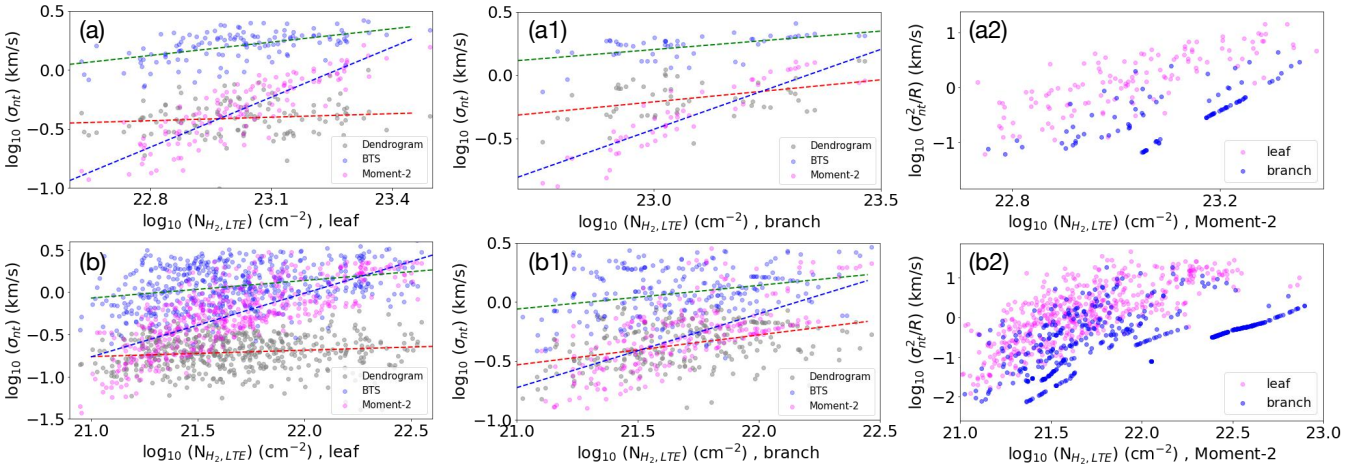 (a)
0.5
0.0
−0.5
−1.0
log10 (σnt) (km/s)
Dendrogram
BTS
Moment-2
22.8
23.1
23.4
log10 (NH2,LTE) (cm−2) , leaf
(a1)
0.5
0.0
−0.5
log10 (σnt) (km/s)
Dendrogram
BTS
Moment-2
23.0
23.5
log10 (NH2,LTE) (cm−2) , branch
(a2)
1
0
−1
log10 (σ2nt/R) (km/s)
leaf
branch
22.8
23.0
23.2
log10 (NH2,LTE) (cm−2) , Moment-2
(b)
0.5
0.0
−0.5
−1.0
−1.5
log10 (σnt) (km/s)
Dendrogram
BTS
Moment-2
21.0
21.5
22.0
22.5
log10 (NH2,LTE) (cm−2) , leaf
(b1)
0.5
0.0
−0.5
−1.0
log10 (σnt) (km/s)
Dendrogram
BTS
Moment-2
21.0
21.5
22.0
22.5
log10 (NH2,LTE) (cm−2) , branch
(b2)
1
0
−1
−2
log10 (σ2nt/R) (km/s)
leaf
branch
21.0
21.5
22.0
22.5
23.0
log10 (NH2,LTE) (cm−2) , Moment-2